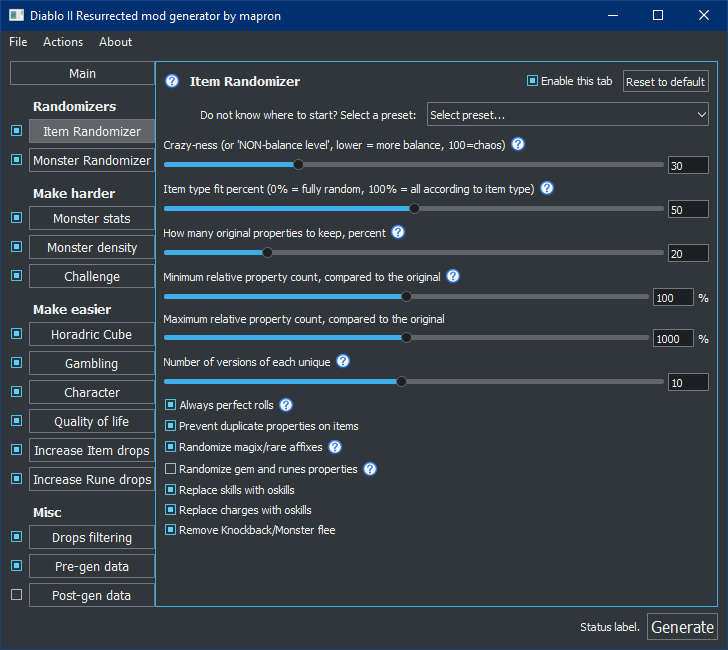 Diablo II Resurrected mod generator by mapron
File Actions About
Main
Randomizers
Item Randomizer
Monster Randomizer
Make harder
Monster stats
Monster density
Challenge
Make easier
Horadric Cube
Gambling
Character
Quality of life
Increase Item drops
Increase Rune drops
Misc
Drops filtering
Pre-gen data
Post-gen data
? Item Randomizer
Enable this tab
Reset to default
Do not know where to start? Select a preset: Select preset...
Crazy-ness (or 'NON-balance level', lower = more balance, 100=chaos) ?
30
Item type fit percent (0% = fully random, 100% = all according to item type) ?
50
How many original properties to keep, percent ?
20
Minimum relative property count, compared to the original ?
100 %
Maximum relative property count, compared to the original
1000 %
Number of versions of each unique ?
10
Always perfect rolls ?
Prevent duplicate properties on items
Randomize magix/rare affixes ?
Randomize gem and runes properties ?
Replace skills with oskills
Replace charges with oskills
Remove Knockback/Monster flee
Status label. Generate